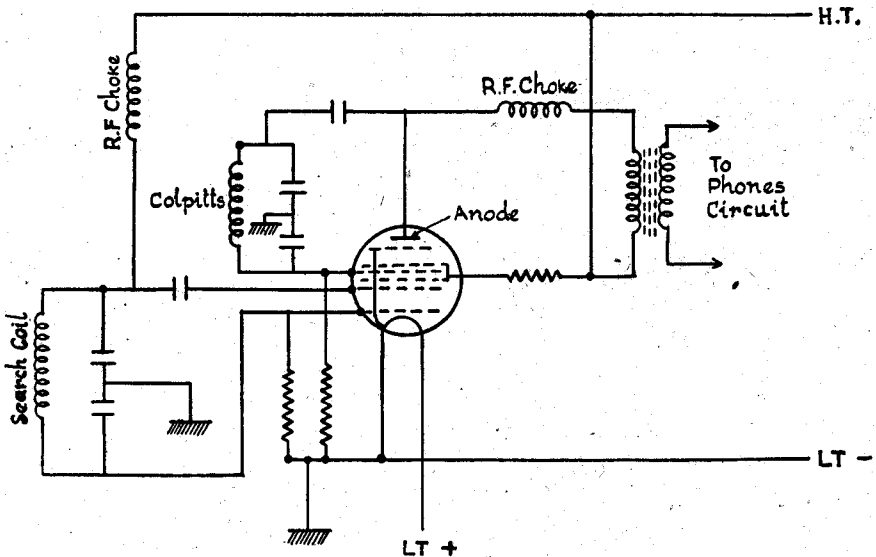 H.T.
R.F Choke
R.F. Choke
Colpitts
Anode
To
Phones
Circuit
Search Coil
LT -
LT +